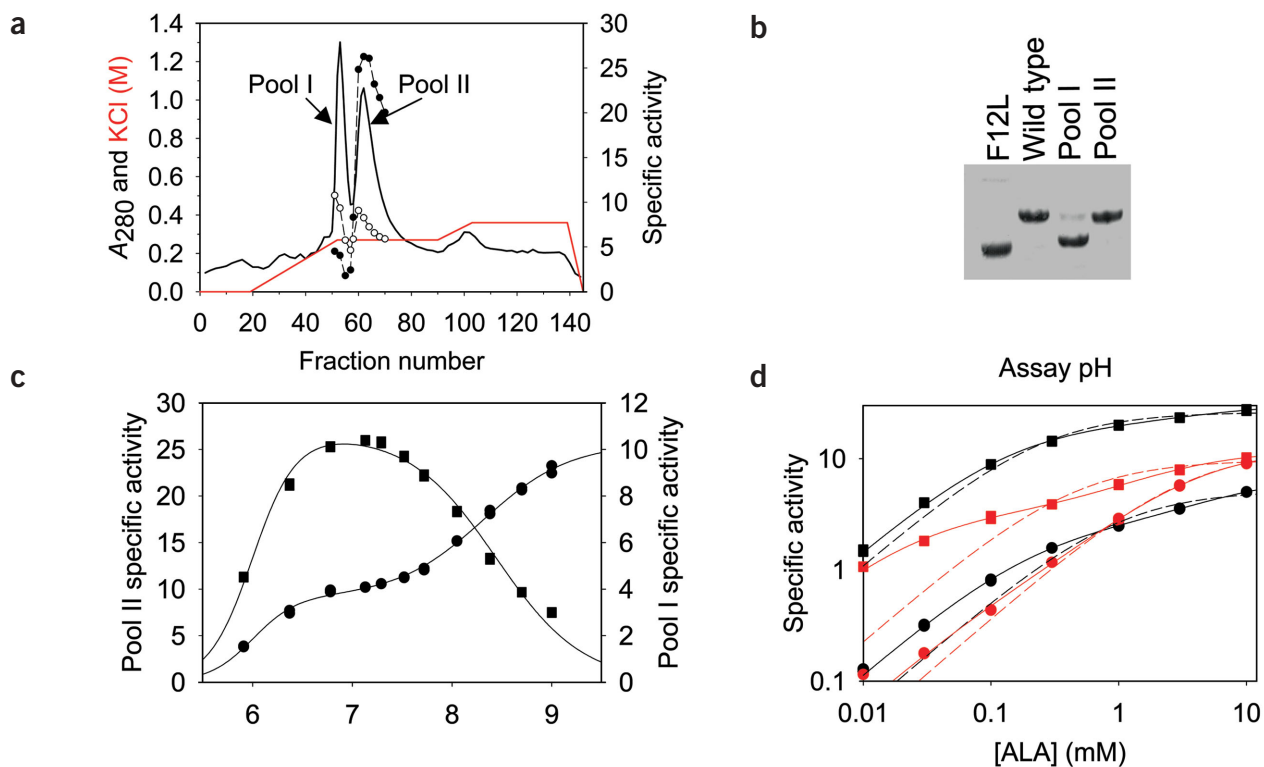 a
A280 and KCl (M)
1.4
1.2
1.0
0.8
0.6
0.4
0.2
0.0
Pool I
Pool II
30
25
20
15
10
5
0
Specific activity
0 20 40 60 80 100 120 140
Fraction number
b
F12L
Wild type
Pool I
Pool II
c
Pool II specific activity
30
25
20
15
10
5
0
12
10
8
6
4
2
0
Pool I specific activity
6 7 8 9
d
Assay pH
Specific activity
10
1
0.1
0.01 0.1 1 10
[ALA] (mM)